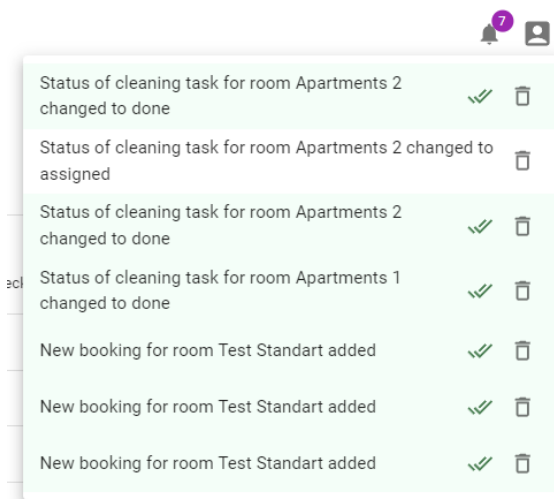 7
Status of cleaning task for room Apartments 2
changed to done
Status of cleaning task for room Apartments 2 changed to
assigned
Status of cleaning task for room Apartments 2
changed to done
eck
Status of cleaning task for room Apartments 1
changed to done
New booking for room Test Standart added
New booking for room Test Standart added
New booking for room Test Standart added